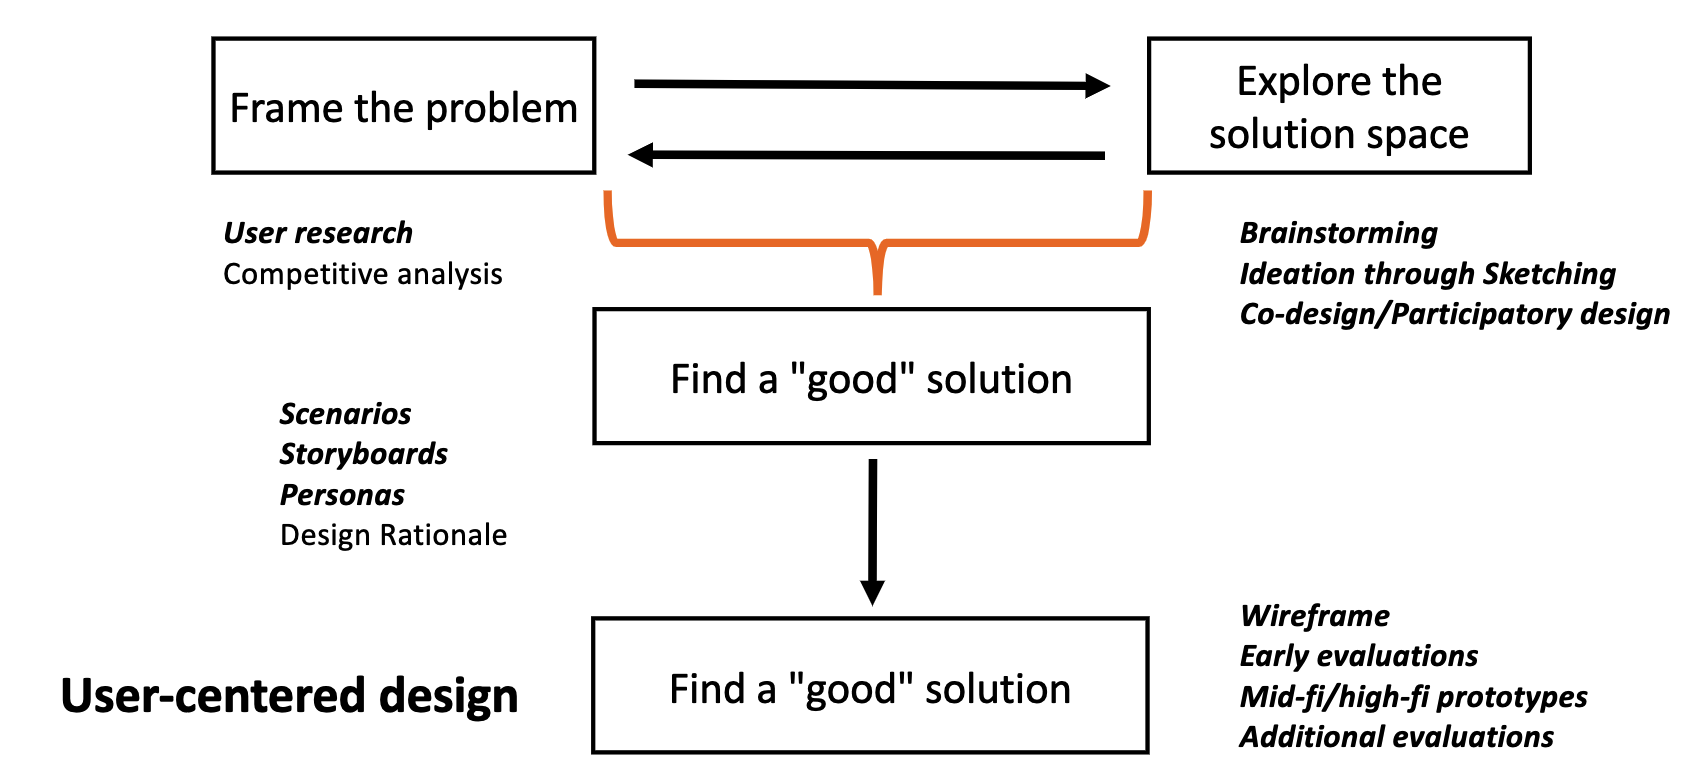 Frame the problem
Explore the
solution space
User research
Competitive analysis
Brainstorming
Ideation through Sketching
Co-design/Participatory design
Find a "good" solution
Scenarios
Storyboards
Personas
Design Rationale
User-centered design
Find a "good" solution
Wireframe
Early evaluations
Mid-fi/high-fi prototypes
Additional evaluations